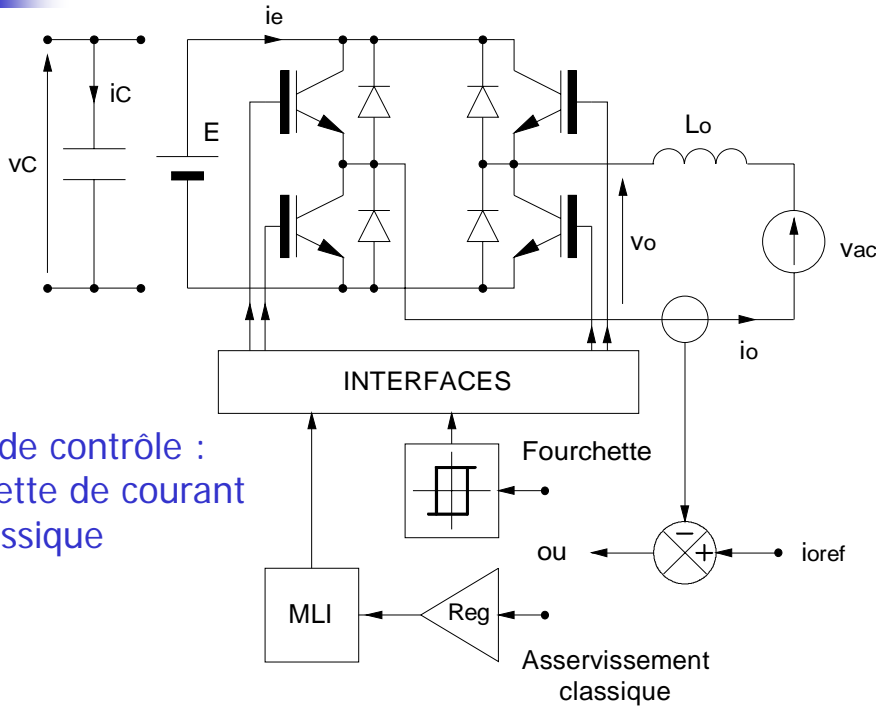 ie
iC
E
Lo
vC
vo
vac
io
INTERFACES
de contrôle :
ette de courant
ssique
Fourchette
ou
−
+
ioref
MLI
Reg
Asservissement
classique